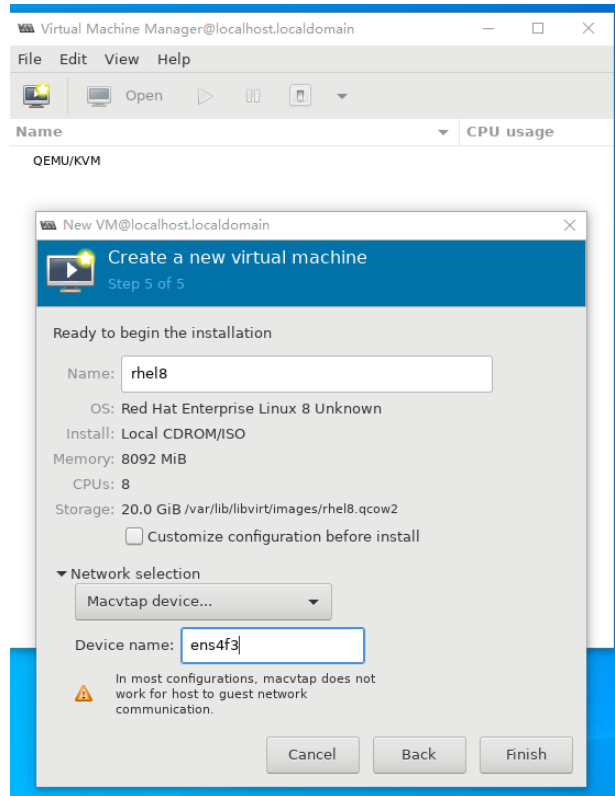 Virtual Machine Manager@localhost.localdomain
File Edit View Help
Open
Name CPU usage
QEMU/KVM
New VM@localhost.localdomain
Create a new virtual machine
Step 5 of 5
Ready to begin the installation
Name: rhel8
OS: Red Hat Enterprise Linux 8 Unknown
Install: Local CDROM/ISO
Memory: 8092 MiB
CPUs: 8
Storage: 20.0 GiB /var/lib/libvirt/images/rhel8.qcow2
Customize configuration before install
Network selection
Macvtap device...
Device name: ens4f3
In most configurations, macvtap does not
work for host to guest network
communication.
Cancel Back Finish